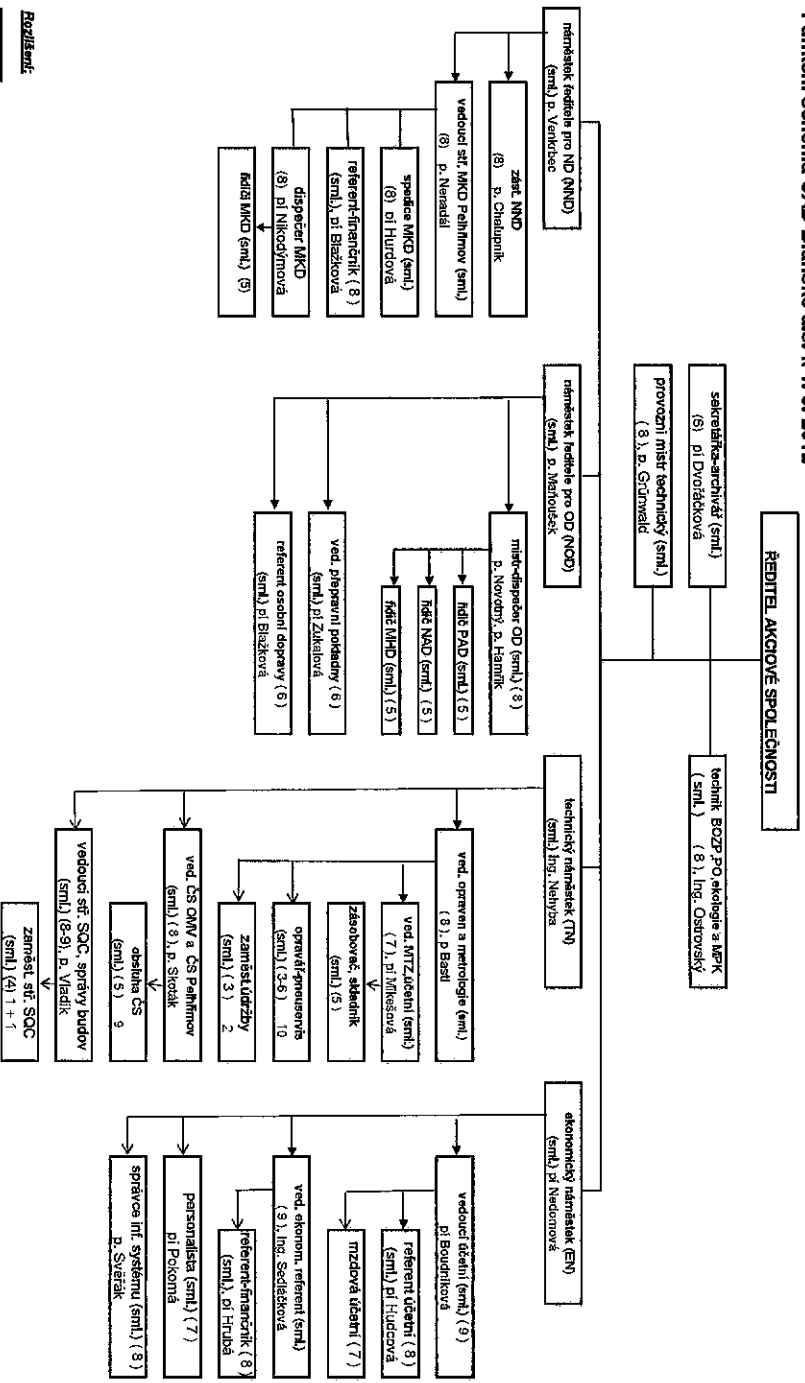 ŘEDITEL AKCIOVÉ SPOLEČNOSTI
sekretářka-archivář (sml.)
(6) pí Dvořáčková
technik BOZP,PO,ekologie a MPK
( sml. ) ( 8 ), Ing. Ostrovský
provozní mistr technický (sml.)
( 8 ), p. Grünwald
náměstek ředitele pro ND (NND)
(sml.) p. Venkrbec
zást. NND
(8) p. Chalupník
vedoucí stř. MKD Pelhřimov (sml.)
(8) p. Nenadál
spedice MKD (sml.)
(8) pí Hurdová
referent-finančník ( 8 )
(sml.), pí Blažková
dispečer MKD
(8) pí Nikodýmová
řidiči MKD (sml.) (5)
náměstek ředitele pro OD (NOD)
(sml.) p. Maňoušek
mistr-dispečer OD (sml.) ( 8 )
p. Novotný, p. Hamřík
řidič PAD (sml.) ( 5 )
řidič NAD (sml.) ( 5 )
řidič MHD (sml.) ( 5 )
ved. přepravní pokladny ( 6 )
(sml.) pí Zukalová
referent osobní dopravy ( 6 )
(sml.) pí Blažková
technický náměstek (TN)
(sml.) Ing. Nehyba
ved. opraven a metrologie (sml.)
( 8 ), p Bastl
ved. MTZ,účetní (sml.)
( 7 ), pí Mikešová
zásobovač, skladník
(sml.) ( 5 )
opravář-pneuservis
(sml.) ( 3-6 ) 10
zaměst.údržby
(sml.) ( 3 ) 2
ved. ČS OMV a ČS Pelhřimov
(sml.) ( 8 ), p. Skoták
obsluha ČS
(sml.) ( 5 ) 9
vedoucí stř. SQC, správy budov
(sml.) (8-9), p. Vladík
zaměst. stř. SQC
(sml.) (4) 1 + 1
ekonomický náměstek (EN)
(sml.) pí Nedomová
vedoucí účetní (sml.) ( 9 )
pí Boudníková
referent účetní ( 8 )
(sml.) pí Hudcová
mzdová účetní ( 7 )
ved. ekonom. referent (sml.)
( 9 ), Ing. Sedláčková
referent-finančník ( 8 )
(sml.), pí Hrubá
personalista (sml.) ( 7 )
pí Pokorná
správce inf. systému (sml.) ( 8 )
p. Svěřák
Rozlišení: